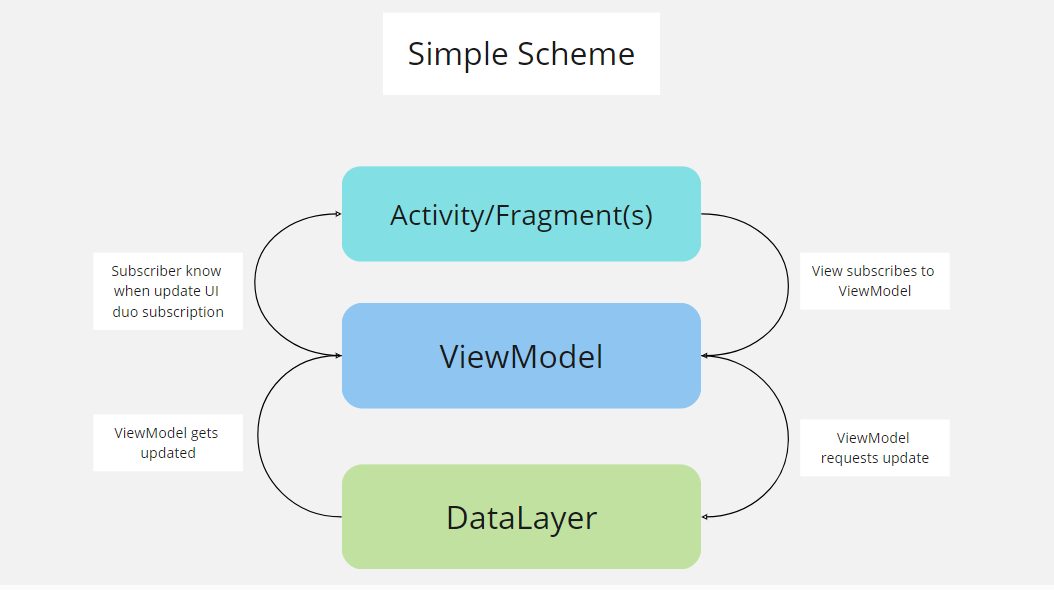 Simple Scheme
Activity/Fragment(s)
Subscriber know
when update UI
duo subscription
View subscribes to
ViewModel
ViewModel
ViewModel gets
updated
ViewModel
requests update
DataLayer